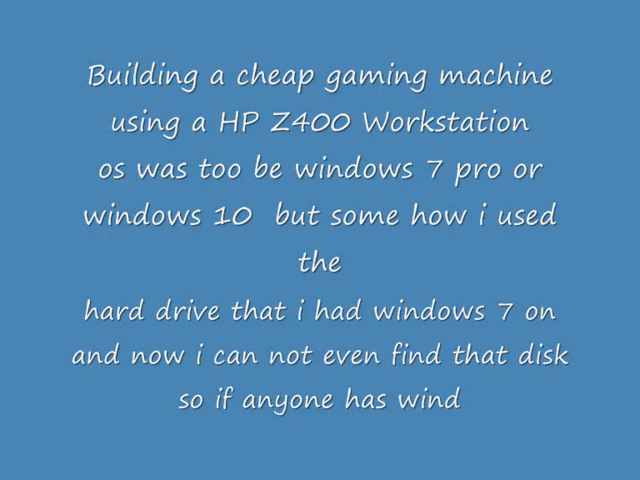 Building a cheap gaming machine
using a HP Z400 Workstation
os was too be windows 7 pro or
windows 10 but some how i used
the
hard drive that i had windows 7 on
and now i can not even find that disk
so if anyone has wind